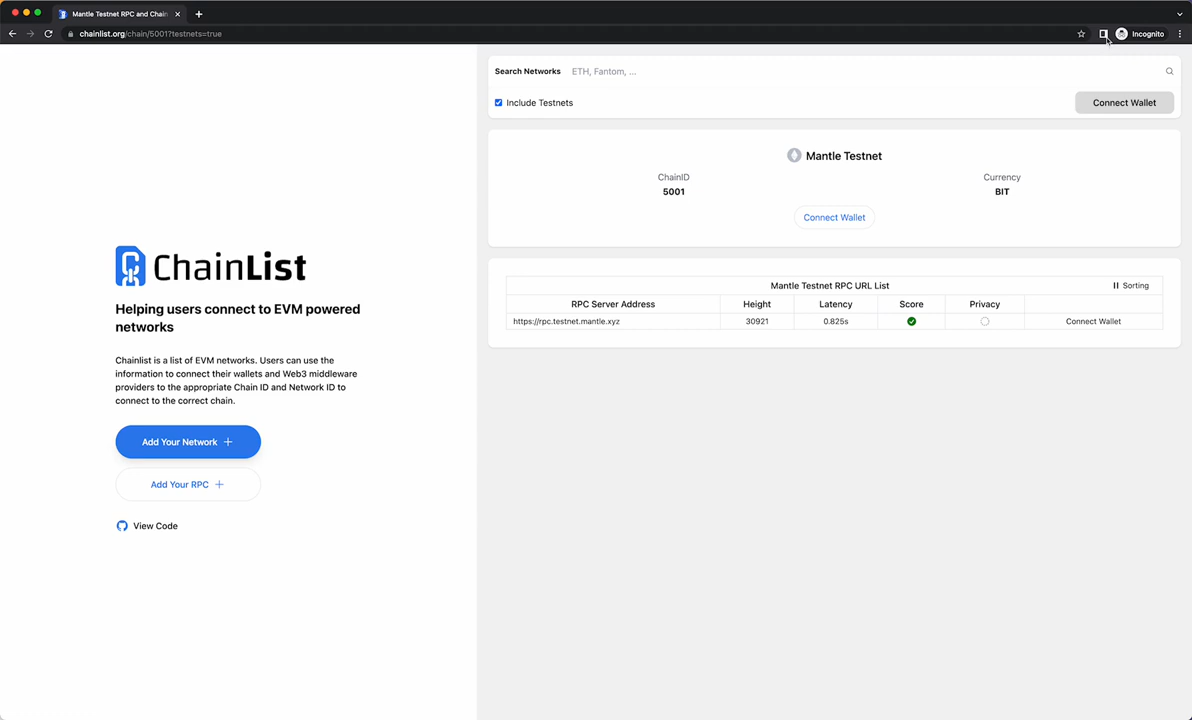 Mantle Testnet RPC and Chain
chainlist.org/chain/5001?testnets=true
Incognito
Search Networks ETH, Fantom, ...
Include Testnets
Connect Wallet
Mantle Testnet
ChainID
5001
Currency
BIT
Connect Wallet
ChainList
Helping users connect to EVM powered
networks
Chainlist is a list of EVM networks. Users can use the
information to connect their wallets and Web3 middleware
providers to the appropriate Chain ID and Network ID to
connect to the correct chain.
Add Your Network
Add Your RPC
View Code
Mantle Testnet RPC URL List
Sorting
RPC Server Address Height Latency Score Privacy
https://rpc.testnet.mantle.xyz 30921 0.825s Connect Wallet